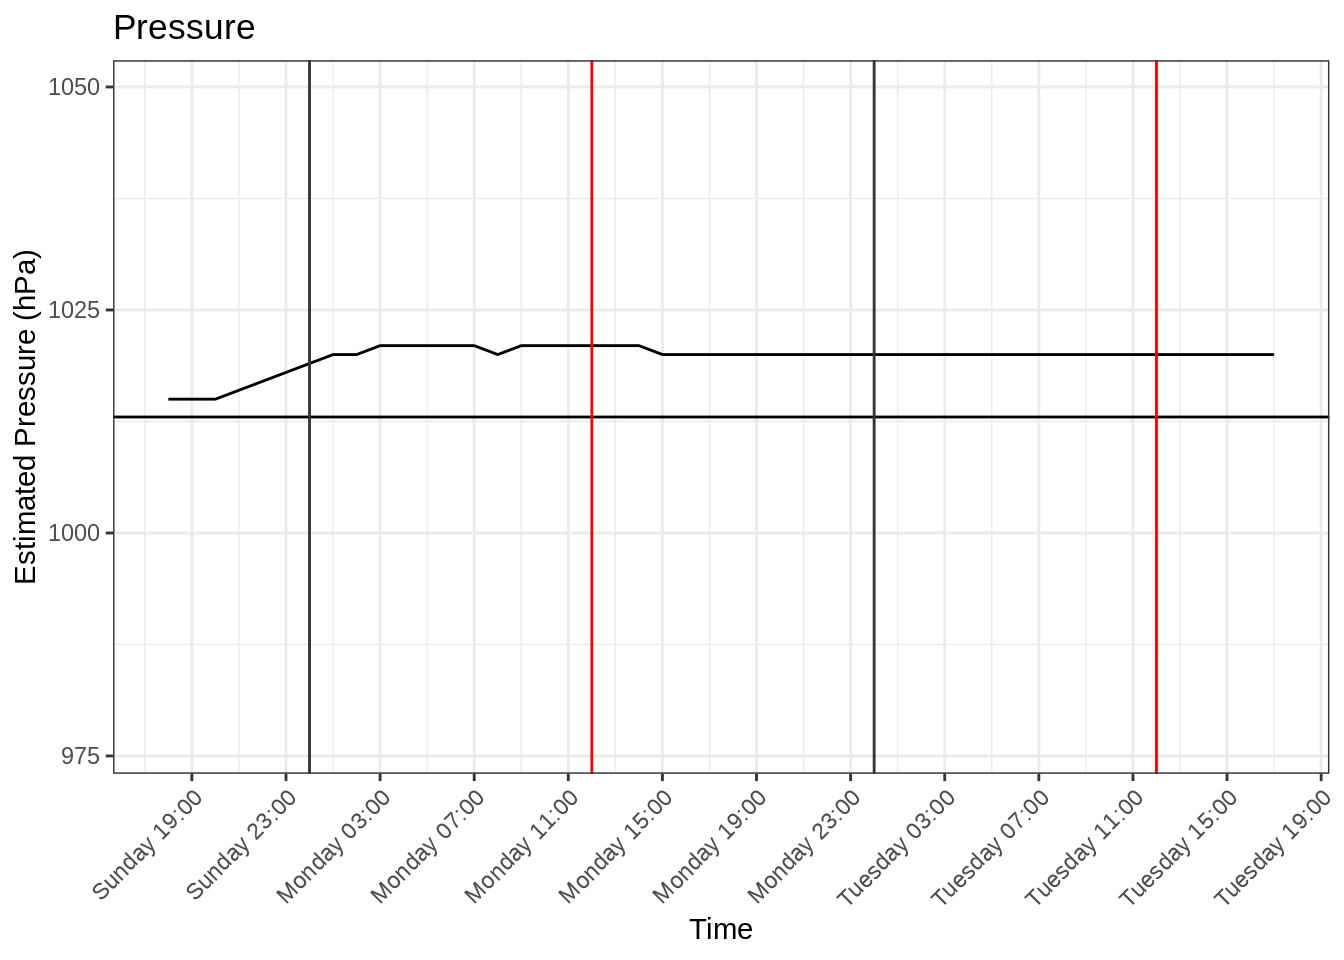 Pressure
Estimated Pressure (hPa)
1050
1025
1000
975
Sunday 19:00
Sunday 23:00
Monday 03:00
Monday 07:00
Monday 11:00
Monday 15:00
Monday 19:00
Monday 23:00
Tuesday 03:00
Tuesday 07:00
Tuesday 11:00
Tuesday 15:00
Tuesday 19:00
Time